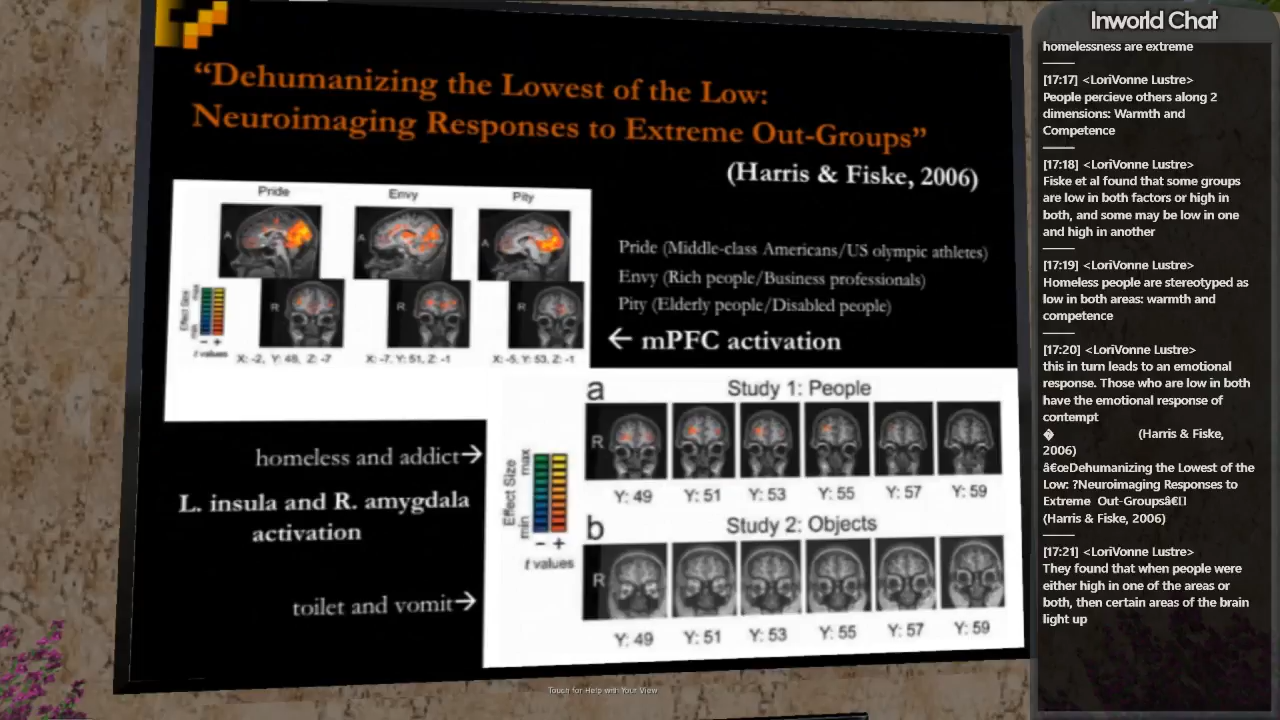 "Dehumanizing the Lowest of the Low:
Neuroimaging Responses to Extreme Out-Groups"
(Harris & Fiske, 2006)
Pride
Envy
Pity
A
A
A
Effect Size
min
max
R
R
R
- +
t values
X: -2, Y: 48, Z: -7
X: -7, Y: 51, Z: -1
X: -5, Y: 53, Z: -1
Pride (Middle-class Americans/US olympic athletes)
Envy (Rich people/Business professionals)
Pity (Elderly people/Disabled people)
← mPFC activation
homeless and addict→
L. insula and R. amygdala
activation
toilet and vomit→
a
Study 1: People
R
Y: 49
Y: 51
Y: 53
Y: 55
Y: 57
Y: 59
Effect Size
min
max
- +
t values
b
Study 2: Objects
R
Y: 49
Y: 51
Y: 53
Y: 55
Y: 57
Y: 59
Touch for Help with Your View
Inworld Chat
homelessness are extreme
[17:17] <LoriVonne Lustre>
People percieve others along 2
dimensions: Warmth and
Competence
[17:18] <LoriVonne Lustre>
Fiske et al found that some groups
are low in both factors or high in
both, and some may be low in one
and high in another
[17:19] <LoriVonne Lustre>
Homeless people are stereotyped as
low in both areas: warmth and
competence
[17:20] <LoriVonne Lustre>
this in turn leads to an emotional
response. Those who are low in both
have the emotional response of
contempt
� (Harris & Fiske,
2006)
â€œDehumanizing the Lowest of the
Low: ?Neuroimaging Responses to
Extreme Out-Groupsâ€
(Harris & Fiske, 2006)
[17:21] <LoriVonne Lustre>
They found that when people were
either high in one of the areas or
both, then certain areas of the brain
light up